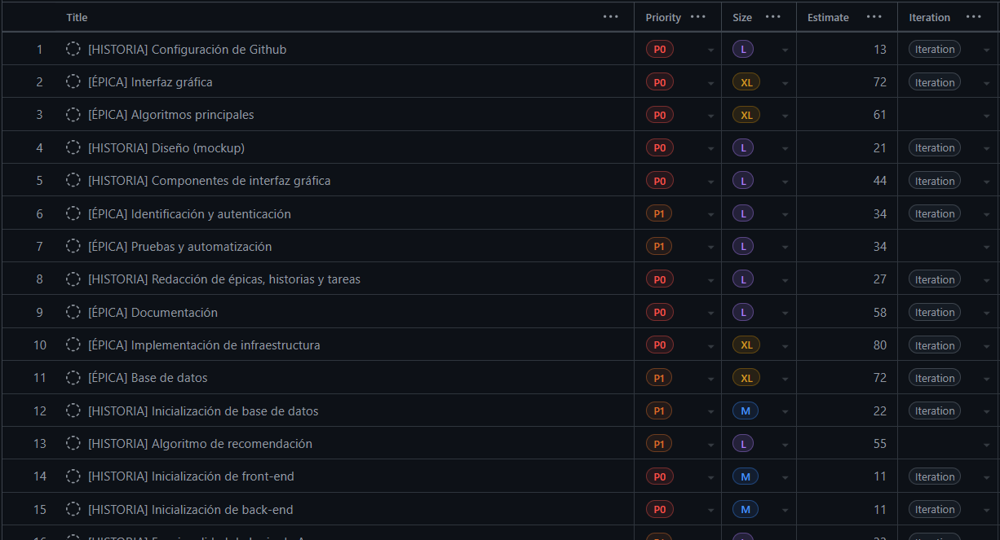 Title ... Priority ... Size ... Estimate ... Iteration ...
1 [HISTORIA] Configuración de Github P0 L 13 Iteration
2 [ÉPICA] Interfaz gráfica P0 XL 72 Iteration
3 [ÉPICA] Algoritmos principales P0 XL 61
4 [HISTORIA] Diseño (mockup) P0 L 21 Iteration
5 [HISTORIA] Componentes de interfaz gráfica P0 L 44 Iteration
6 [ÉPICA] Identificación y autenticación P1 L 34 Iteration
7 [ÉPICA] Pruebas y automatización P1 L 34
8 [HISTORIA] Redacción de épicas, historias y tareas P0 L 27 Iteration
9 [ÉPICA] Documentación P0 L 58 Iteration
10 [ÉPICA] Implementación de infraestructura P0 XL 80 Iteration
11 [ÉPICA] Base de datos P1 XL 72 Iteration
12 [HISTORIA] Inicialización de base de datos P1 M 22 Iteration
13 [HISTORIA] Algoritmo de recomendación P1 L 55
14 [HISTORIA] Inicialización de front-end P0 M 11 Iteration
15 [HISTORIA] Inicialización de back-end P0 M 11 Iteration